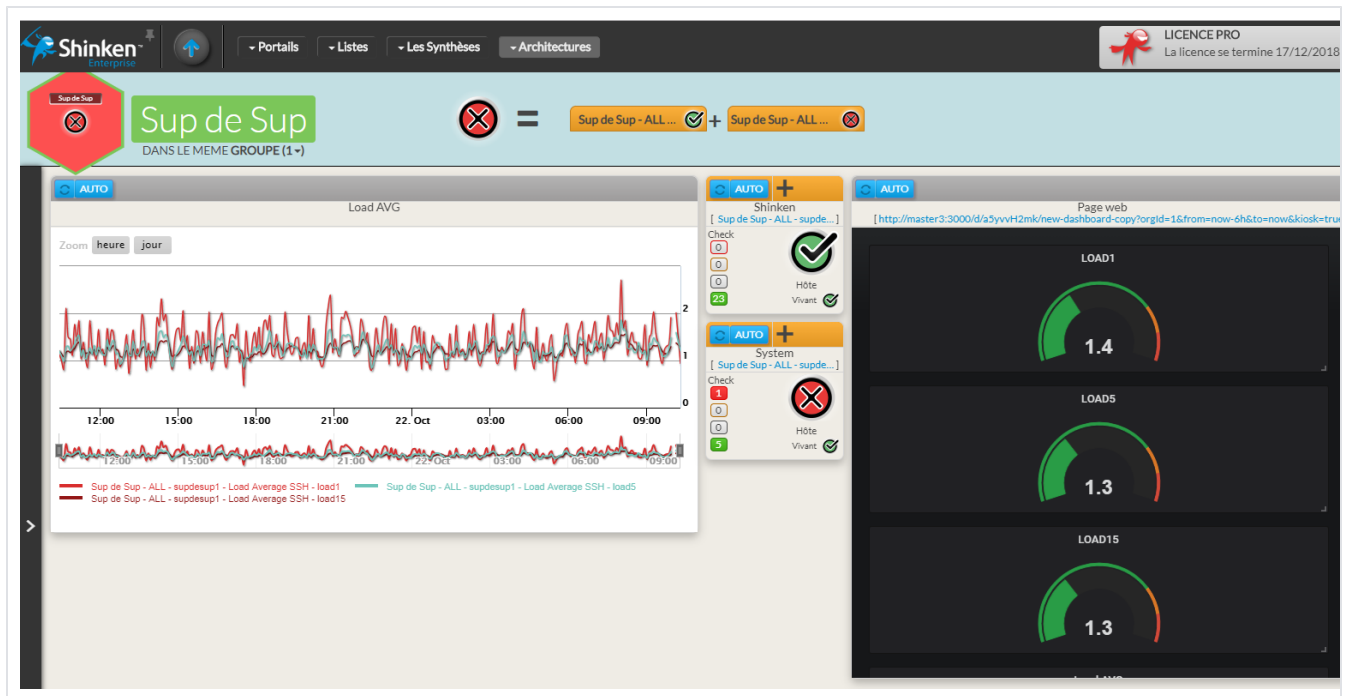 Shinken
Enterprise
Portails
Listes
Les Synthèses
Architectures
LICENCE PRO
La licence se termine 17/12/2018
Sup de Sup
Sup de Sup
DANS LE MEME GROUPE (1)
=
Sup de Sup - ALL ...
+
Sup de Sup - ALL ...
AUTO
Load AVG
Zoom heure jour
2
1
0
12:00 15:00 18:00 21:00 22. Oct 03:00 06:00 09:00
12:00 15:00 18:00 21:00 22. Oct 03:00 06:00 09:00
Sup de Sup - ALL - supdesup1 - Load Average SSH - load1
Sup de Sup - ALL - supdesup1 - Load Average SSH - load5
Sup de Sup - ALL - supdesup1 - Load Average SSH - load15
AUTO +
Shinken
[ Sup de Sup - ALL - supde... ]
Check
0
0
0
23
Hôte
Vivant
AUTO +
System
[ Sup de Sup - ALL - supde... ]
Check
1
0
0
5
Hôte
Vivant
AUTO
Page web
[ http://master3:3000/d/a5yvvH2mk/new-dashboard-copy?orgId=1&from=now-6h&to=now&kiosk=true
LOAD1
1.4
LOAD5
1.3
LOAD15
1.3